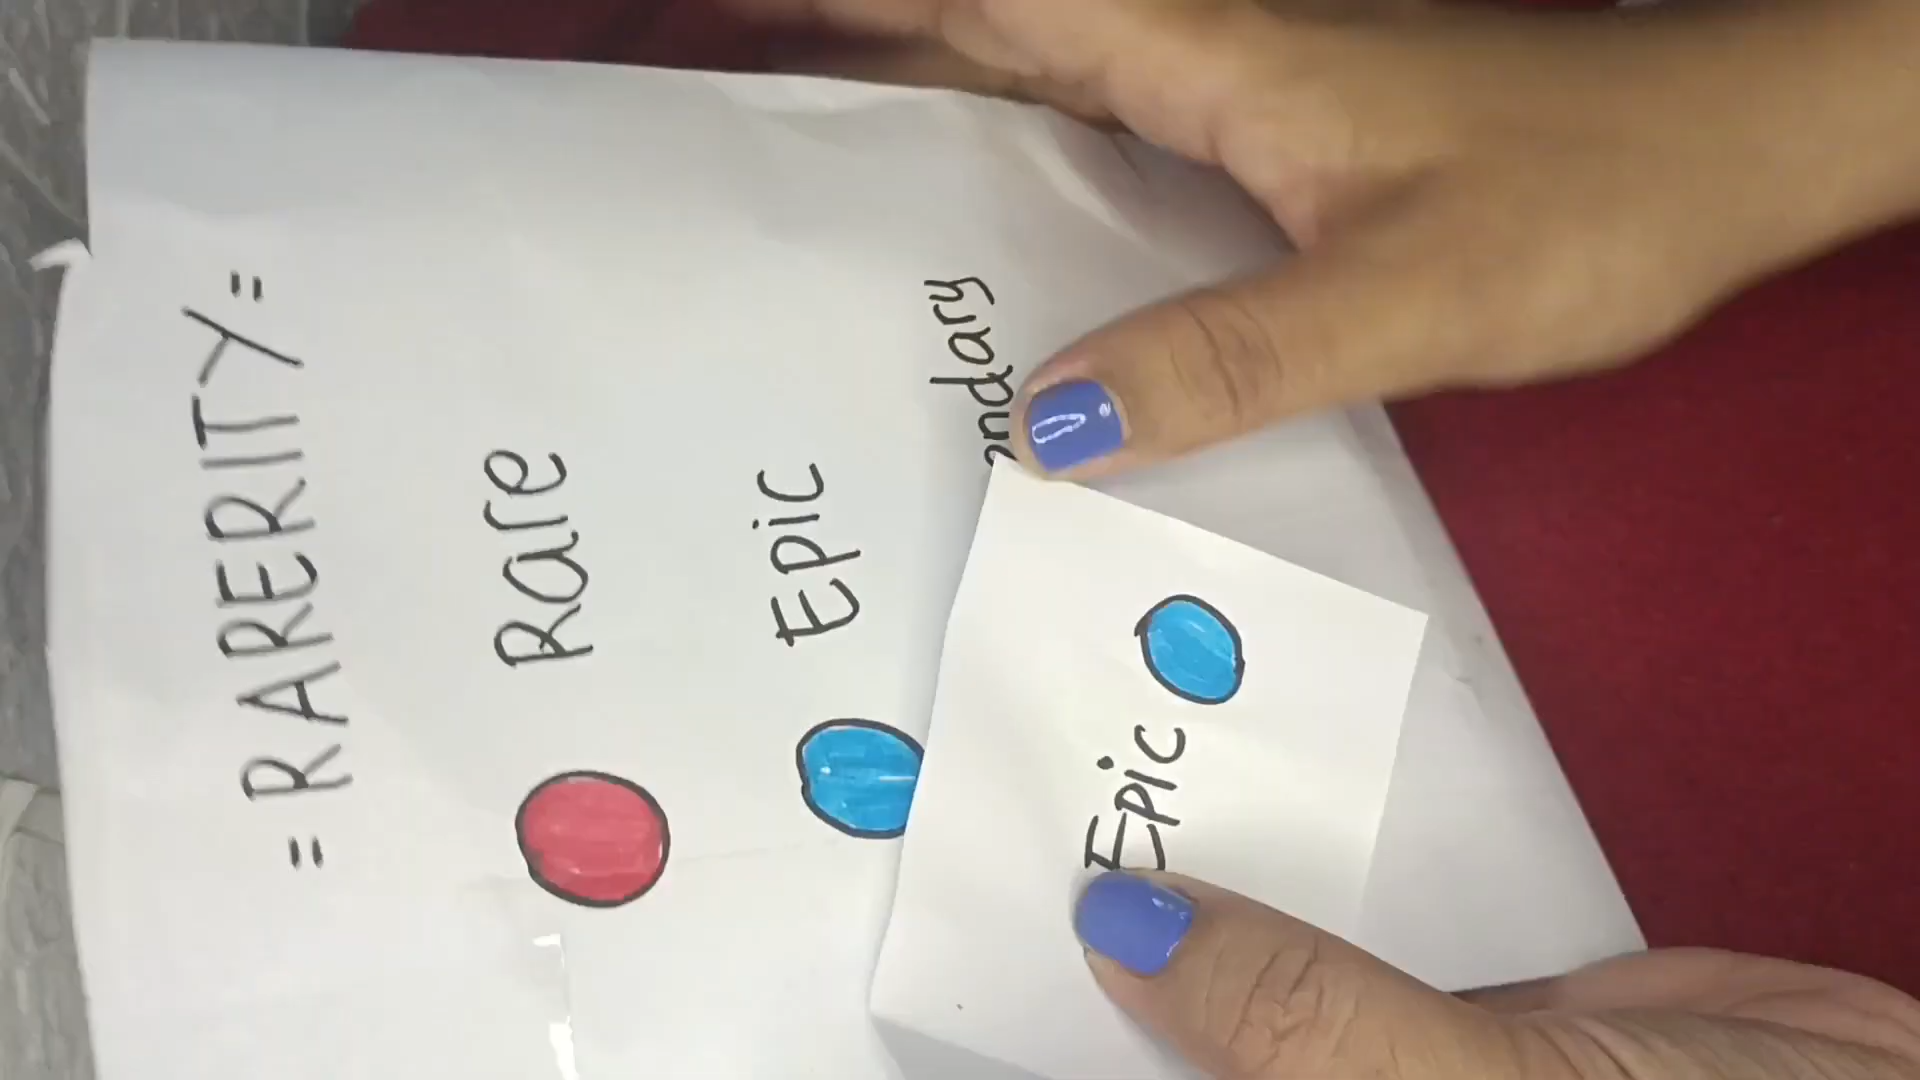 = RARERITY =
Rare
Epic
ndary
Epic